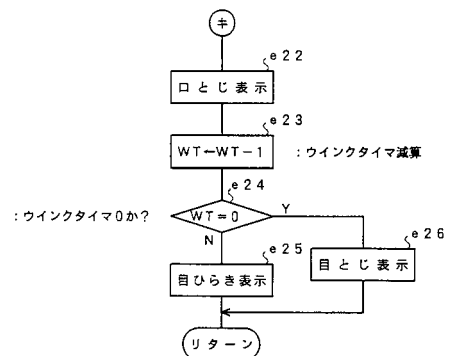 キ
e22
口とじ表示
e23
WT←WT-1 :ウインクタイマ減算
e24
:ウインクタイマ0か? WT=0 Y
N
e25 e26
目ひらき表示 目とじ表示
リターン